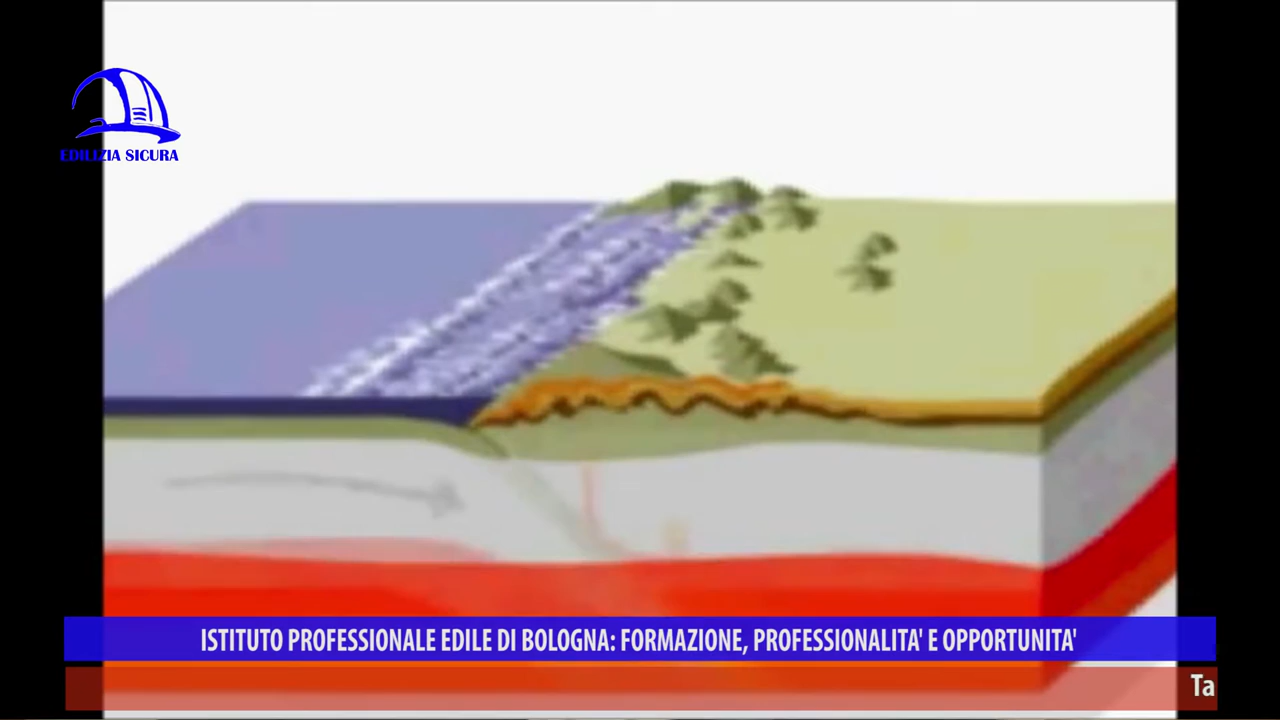 EDILIZIA SICURA
ISTITUTO PROFESSIONALE EDILE DI BOLOGNA: FORMAZIONE, PROFESSIONALITA' E OPPORTUNITA'
Ta